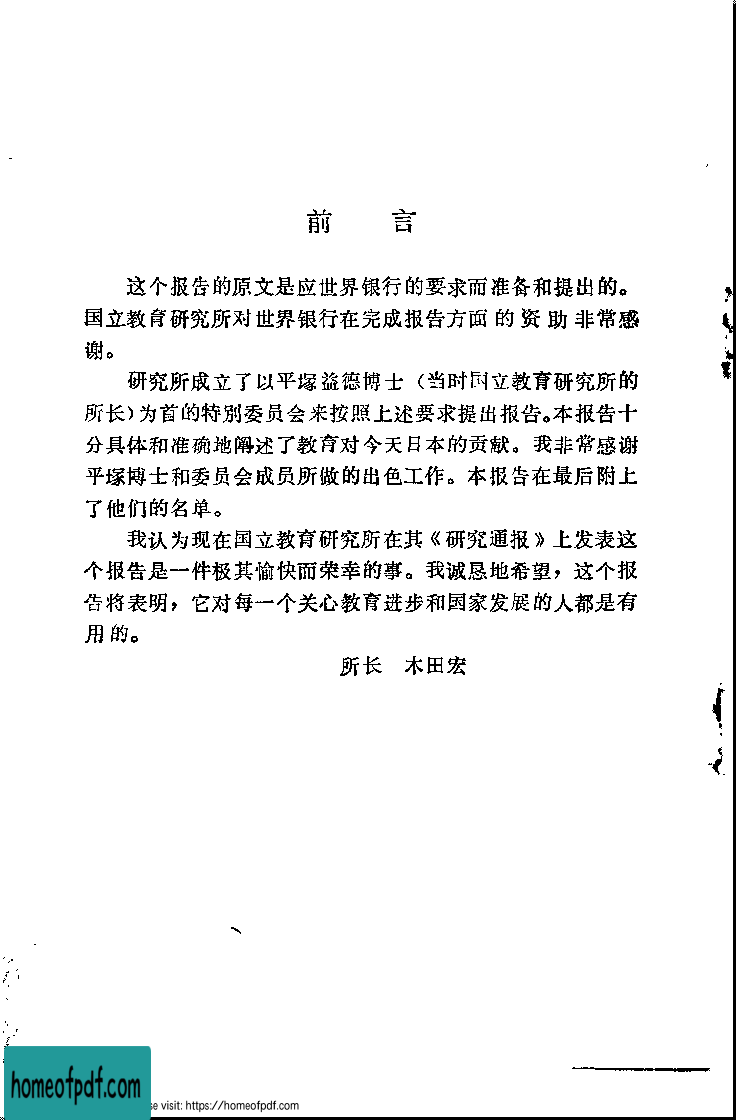 前言
这个报告的原文是应世界银行的要求而准备和提出的。
国立教育研究所对世界银行在完成报告方面的资助非常感
谢。
研究所成立了以平塚益德博士（当时国立教育研究所的
所长）为首的特别委员会来按照上述要求提出报告。本报告十
分具体和准确地阐述了教育对今天日本的贡献。我非常感谢
平塚博士和委员会成员所做的出色工作。本报告在最后附上
了他们的名单。
我认为现在国立教育研究所在其《研究通报》上发表这
个报告是一件极其愉快而荣幸的事。我诚恳地希望，这个报
告将表明，它对每一个关心教育进步和国家发展的人都是有
用的。
所长 木田宏
homeofpdf.com
se visit: https://homeofpdf.com